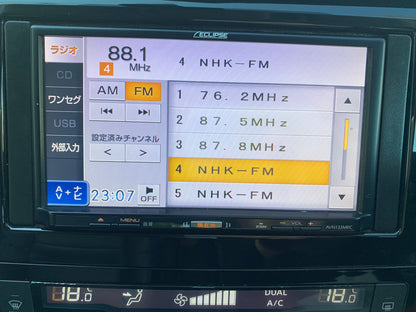 ECLIPSE
ラジオ
CD
ワンセグ
USB
外部入力
88.1
4 MHz
AM FM
設定済みチャンネル
< >
23:07 OFF
4 NHK-FM
1 76.2MHz
2 87.5MHz
3 87.8MHz
4 NHK-FM
5 NHK-FM
MENU VOL +
AVN133MRC
18.0°C DUAL 18.0°C
A/C